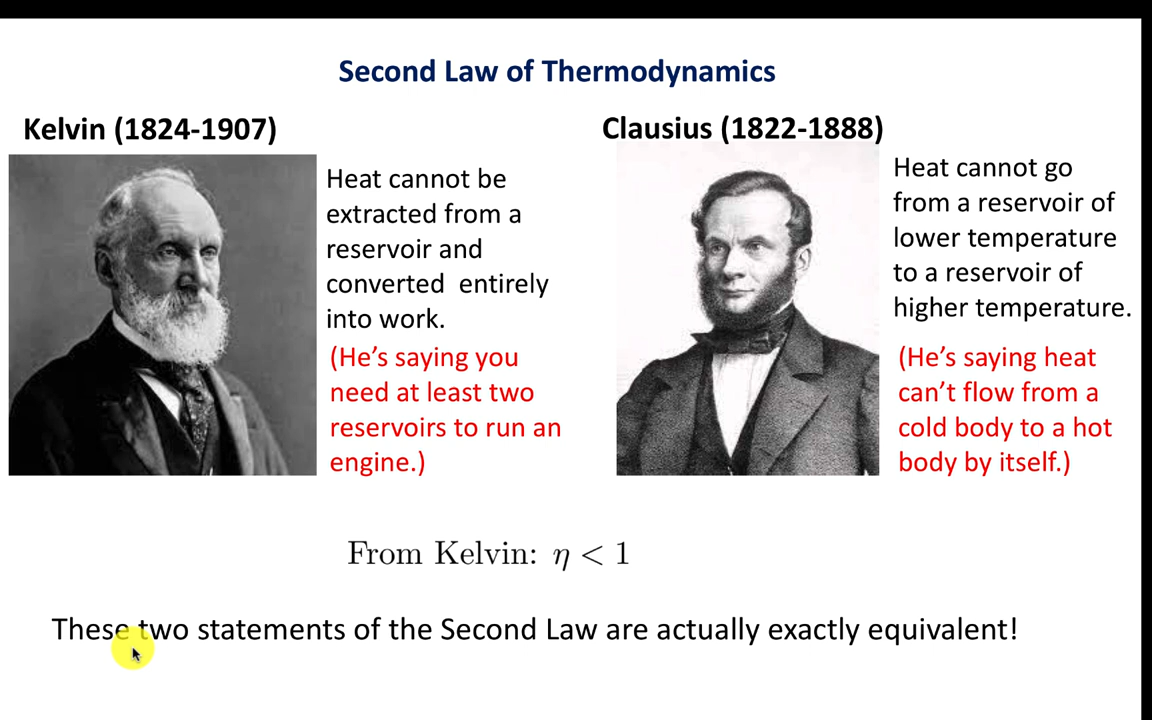 Second Law of Thermodynamics
Kelvin (1824-1907)
Heat cannot be
extracted from a
reservoir and
converted entirely
into work.
(He’s saying you
need at least two
reservoirs to run an
engine.)
Clausius (1822-1888)
Heat cannot go
from a reservoir of
lower temperature
to a reservoir of
higher temperature.
(He’s saying heat
can’t flow from a
cold body to a hot
body by itself.)
From Kelvin: η < 1
These two statements of the Second Law are actually exactly equivalent!